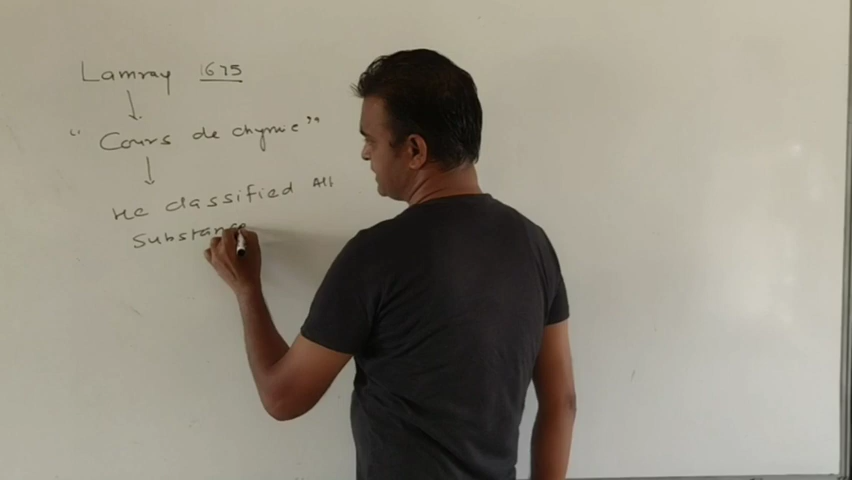 Lamray 1675
"Cours de chymie"
He classified All
Substance